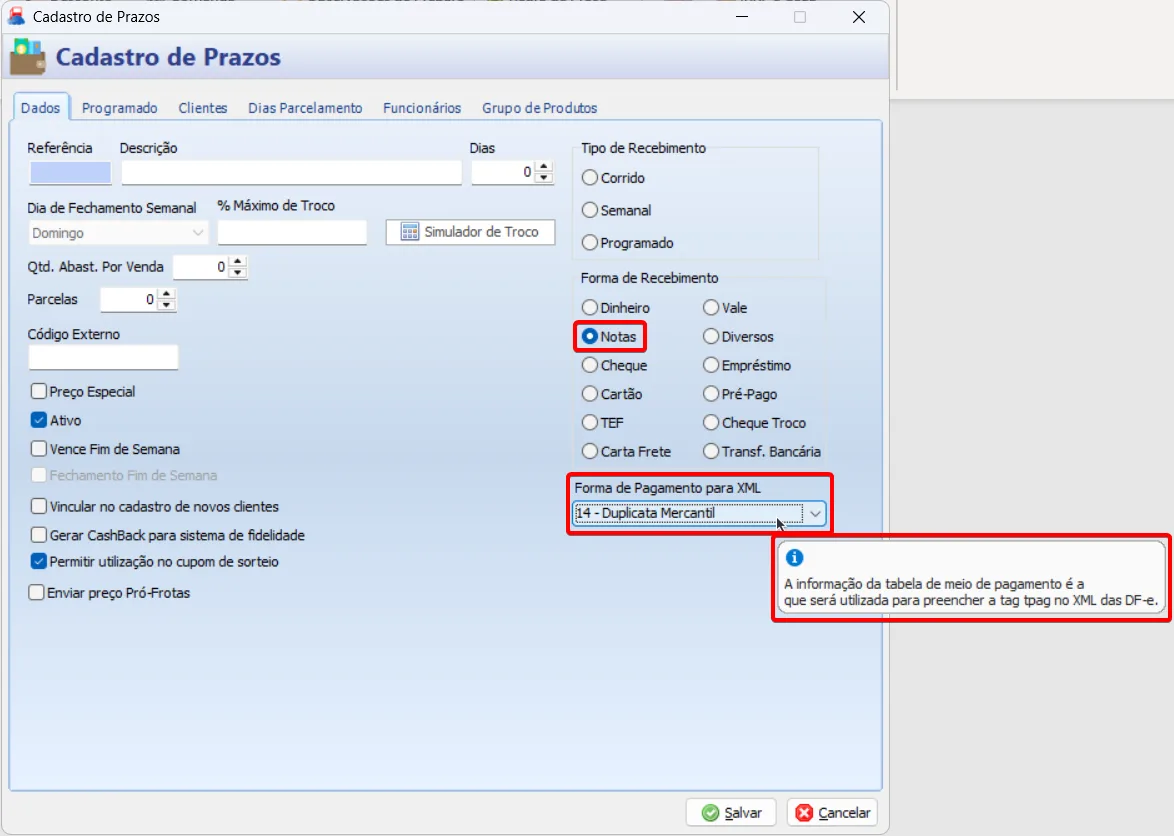 Cadastro de Prazos
Cadastro de Prazos
Dados Programado Clientes Dias Parcelamento Funcionários Grupo de Produtos
Referência Descrição Dias
0
Dia de Fechamento Semanal % Máximo de Troco
Domingo Simulador de Troco
Qtd. Abast. Por Venda 0
Parcelas 0
Código Externo
Preço Especial
Ativo
Vence Fim de Semana
Fechamento Fim de Semana
Vincular no cadastro de novos clientes
Gerar CashBack para sistema de fidelidade
Permitir utilização no cupom de sorteio
Enviar preço Pró-Frotas
Tipo de Recebimento
Corrido
Semanal
Programado
Forma de Recebimento
Dinheiro Vale
Notas Diversos
Cheque Empréstimo
Cartão Pré-Pago
TEF Cheque Troco
Carta Frete Transf. Bancária
Forma de Pagamento para XML
14 - Duplicata Mercantil
A informação da tabela de meio de pagamento é a
que será utilizada para preencher a tag tpag no XML das DF-e.
Salvar Cancelar